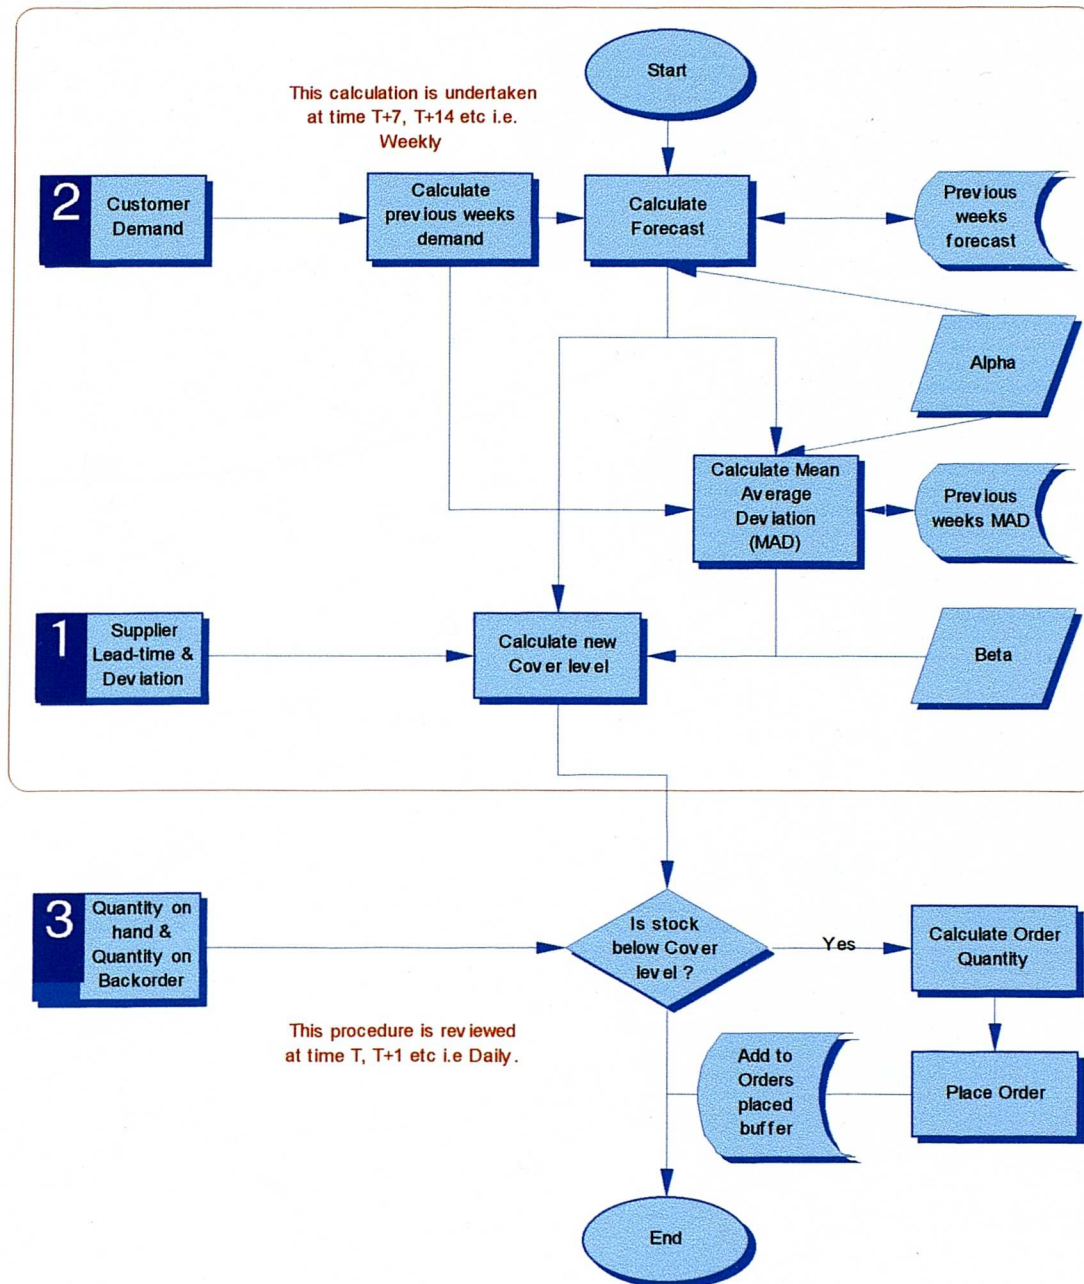 Start
This calculation is undertaken
at time T+7, T+14 etc i.e.
Weekly
2
Customer
Demand
Calculate
previous weeks
demand
Calculate
Forecast
Previous
weeks
forecast
Alpha
Calculate Mean
Average
Deviation
(MAD)
Previous
weeks MAD
1
Supplier
Lead-time &
Deviation
Calculate new
Cover level
Beta
3
Quantity on
hand &
Quantity on
Backorder
Is stock
below Cover
level ?
Yes
Calculate Order
Quantity
This procedure is reviewed
at time T, T+1 etc i.e Daily.
Add to
Orders
placed
buffer
Place Order
End